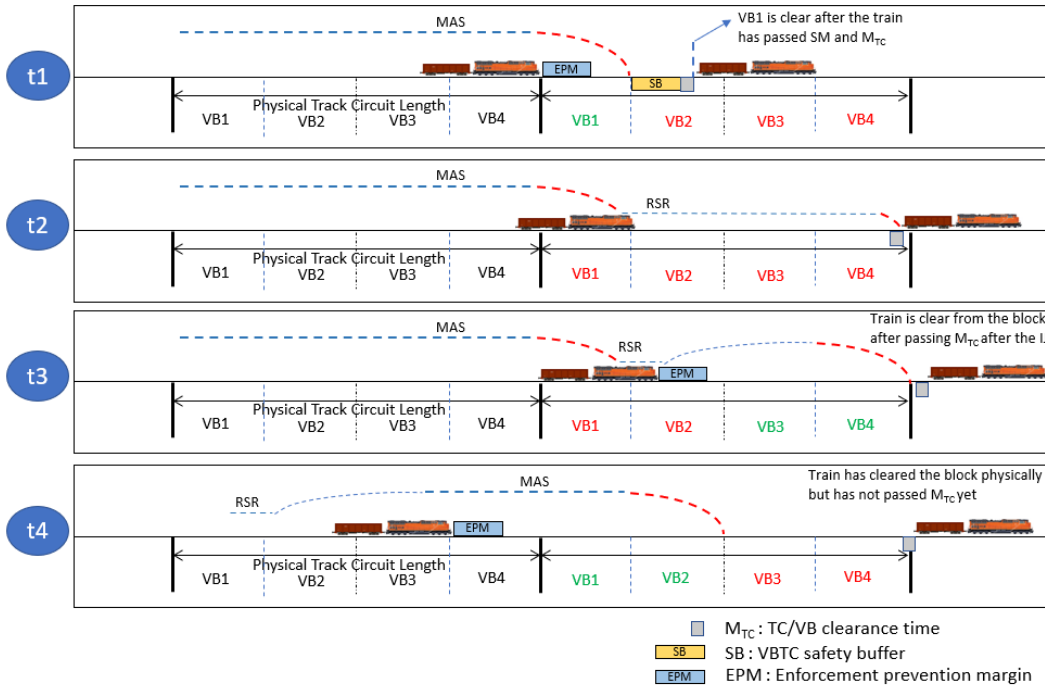 MAS
VB1 is clear after the train
has passed SM and M_TC
t1
EPM
SB
Physical Track Circuit Length
VB1
VB2
VB3
VB4
VB1
VB2
VB3
VB4
MAS
t2
RSR
Physical Track Circuit Length
VB1
VB2
VB3
VB4
VB1
VB2
VB3
VB4
Train is clear from the block
after passing M_TC after the
MAS
RSR
t3
EPM
Physical Track Circuit Length
VB1
VB2
VB3
VB4
VB1
VB2
VB3
VB4
Train has cleared the block physically
but has not passed M_TC yet
MAS
RSR
t4
EPM
Physical Track Circuit Length
VB1
VB2
VB3
VB4
VB1
VB2
VB3
VB4
M_TC : TC/VB clearance time
SB SB : VBTC safety buffer
EPM EPM : Enforcement prevention margin